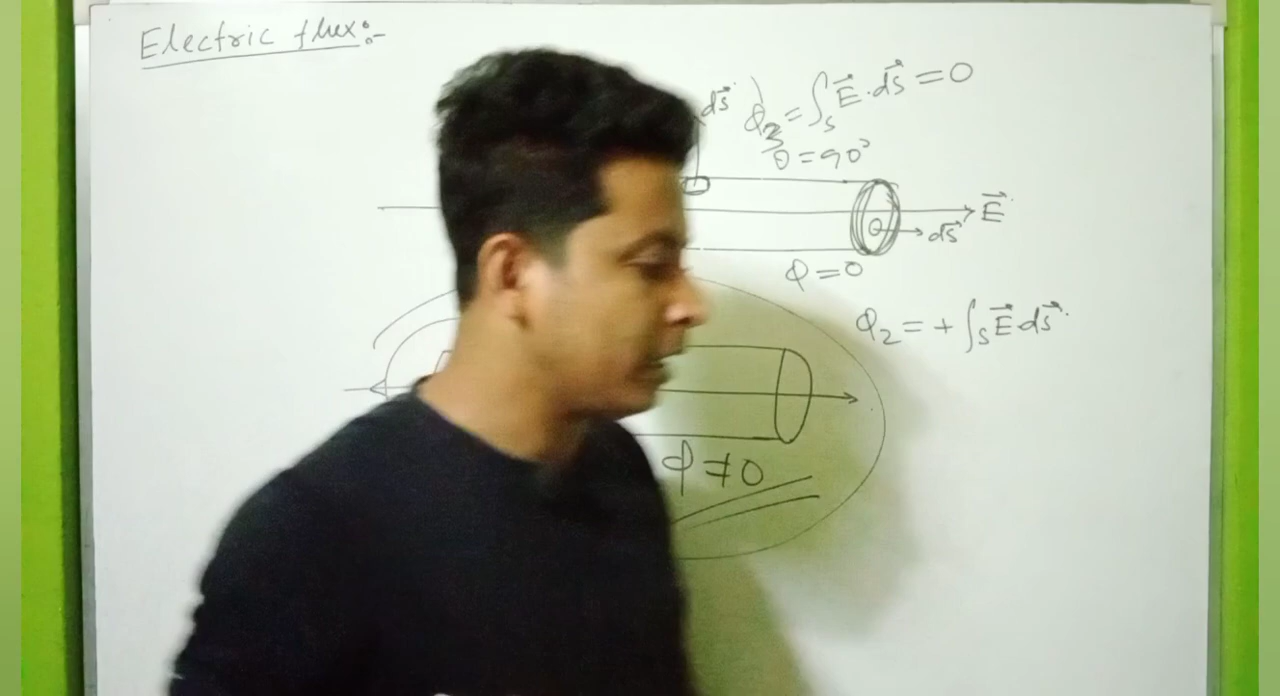 Electric flux:-
ds⃗
Φ₃ = ∫ₛ E⃗.ds⃗ = 0
θ = 90°
E⃗
ds⃗
Φ = 0
Φ₂ = + ∫ₛ E⃗.ds⃗
Φ ≠ 0